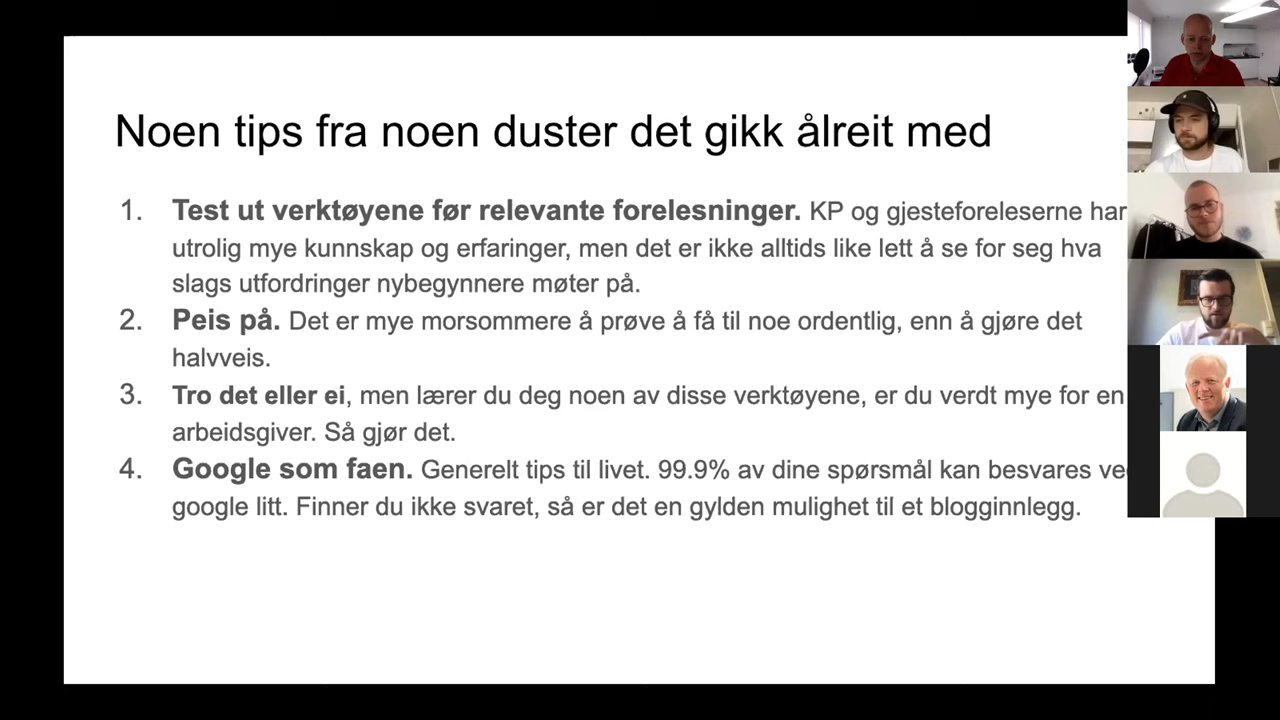 Noen tips fra noen duster det gikk ålreit med
1. Test ut verktøyene før relevante forelesninger. KP og gjesteforeleserne har
utrolig mye kunnskap og erfaringer, men det er ikke alltids like lett å se for seg hva
slags utfordringer nybegynnere møter på.
2. Peis på. Det er mye morsommere å prøve å få til noe ordentlig, enn å gjøre det
halvveis.
3. Tro det eller ei, men lærer du deg noen av disse verktøyene, er du verdt mye for en
arbeidsgiver. Så gjør det.
4. Google som faen. Generelt tips til livet. 99.9% av dine spørsmål kan besvares
google litt. Finner du ikke svaret, så er det en gylden mulighet til et blogginnlegg.